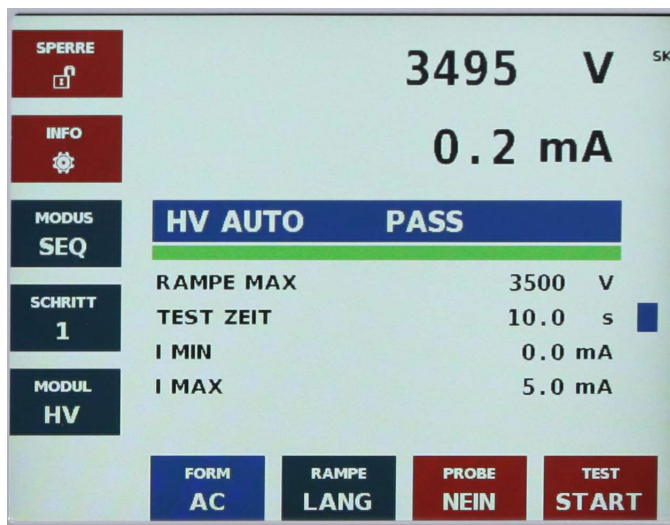 SPERRE
INFO
MODUS
SEQ
SCHRITT
1
MODUL
HV
3495 V
SK
0.2 mA
HV AUTO PASS
RAMPE MAX 3500 V
TEST ZEIT 10.0 s
I MIN 0.0 mA
I MAX 5.0 mA
FORM
AC
RAMPE
LANG
PROBE
NEIN
TEST
START